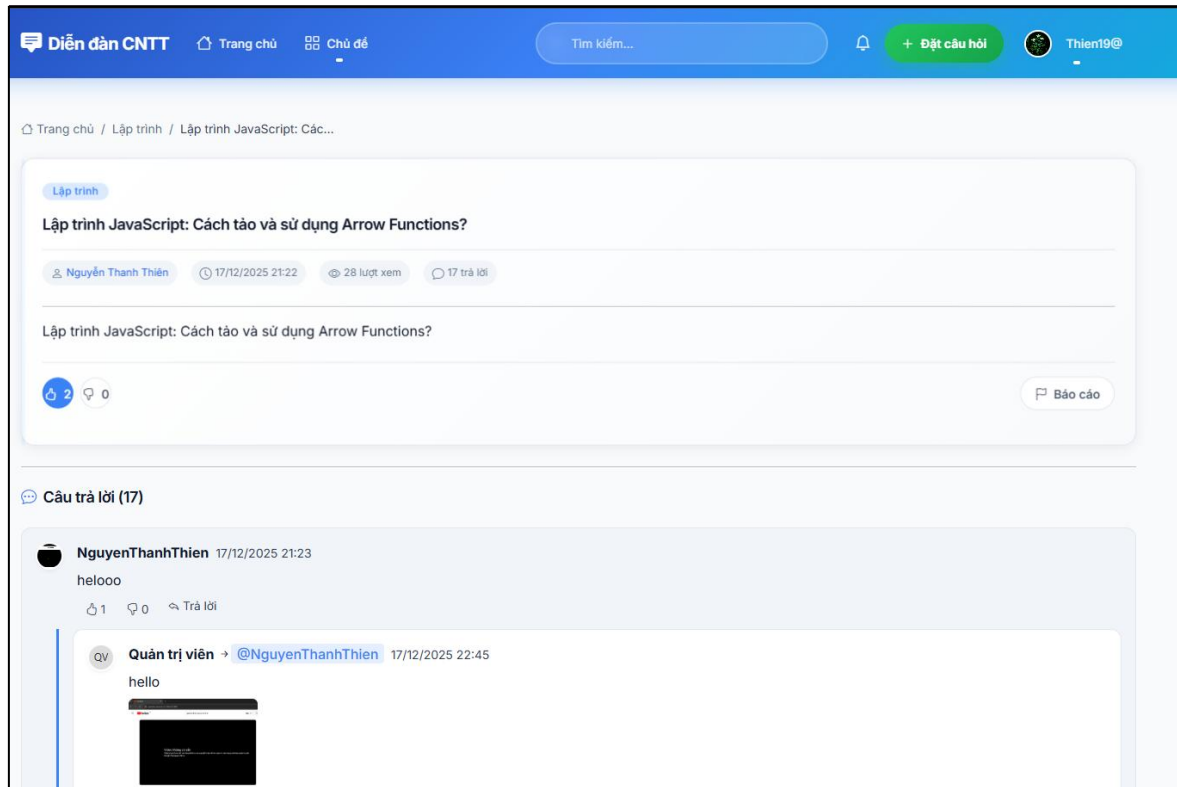 Diễn đàn CNTT Trang chủ Chủ đề Tìm kiếm... + Đặt câu hỏi Thien19@
Trang chủ / Lập trình / Lập trình JavaScript: Các...
Lập trình
Lập trình JavaScript: Cách tạo và sử dụng Arrow Functions?
Nguyễn Thanh Thiên 17/12/2025 21:22 28 lượt xem 17 trả lời
Lập trình JavaScript: Cách tạo và sử dụng Arrow Functions?
2 0 Báo cáo
Câu trả lời (17)
NguyenThanhThien 17/12/2025 21:23
helooo
1 0 Trả lời
QV Quản trị viên → @NguyenThanhThien 17/12/2025 22:45
hello